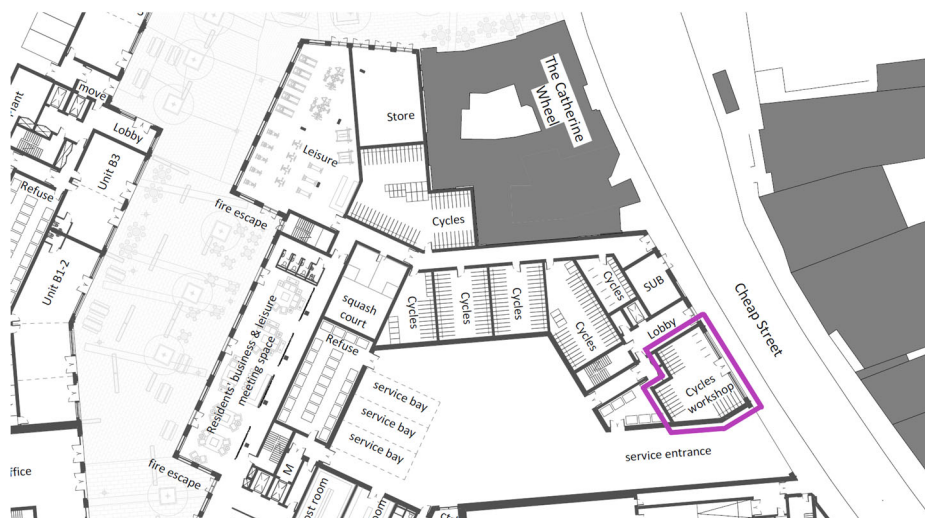 The Catherine
Wheel
Store
Leisure
move
Lobby
Unit B3
Refuse
fire escape
Cycles
Unit B1-2
squash
court
Cycles
Cycles
Cycles
Cycles
Cycles
SUB
Lobby
Cheap Street
Residents' business & leisure
meeting space
Refuse
service bay
service bay
service bay
Cycles
workshop
service entrance
fire escape
M